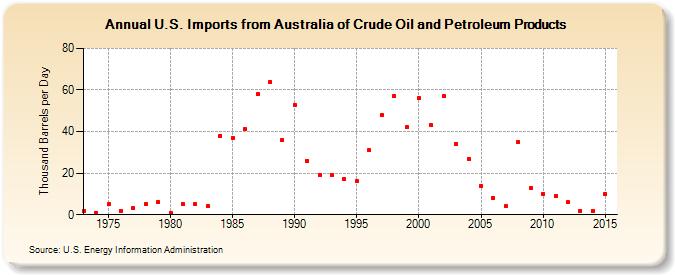 Annual U.S. Imports from Australia of Crude Oil and Petroleum Products
Thousand Barrels per Day
80
60
40
20
0
1975 1980 1985 1990 1995 2000 2005 2010 2015
Source: U.S. Energy Information Administration